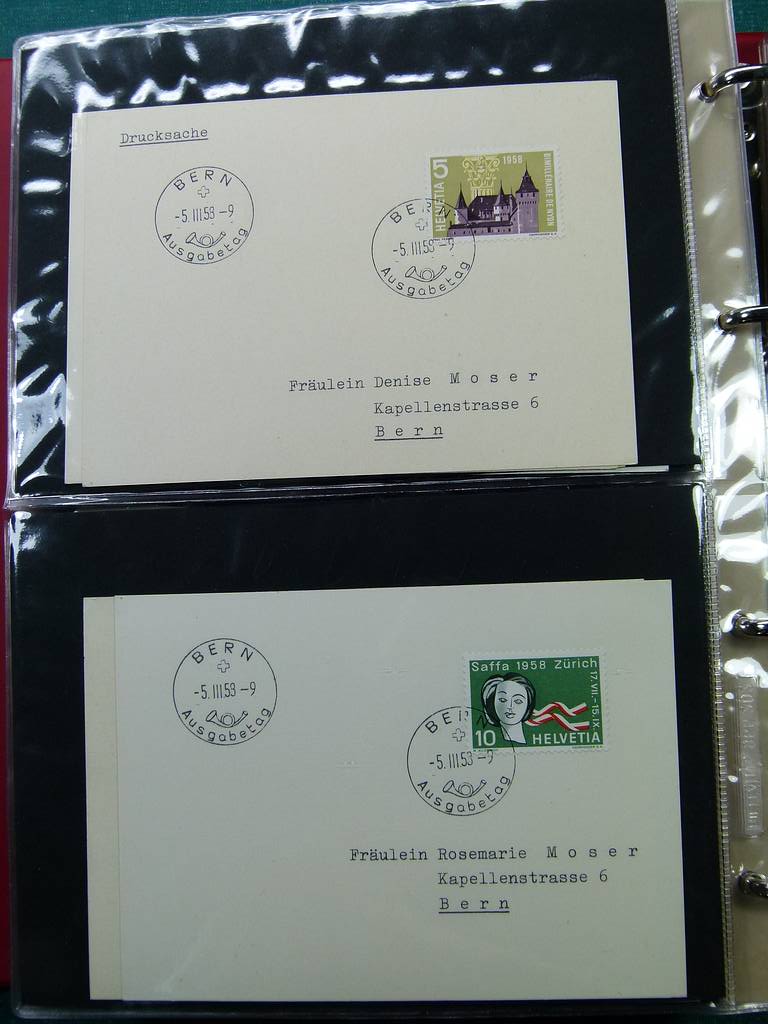 Drucksache
BERN
-5. III.58 -9
Ausgabetag
BERN
-5. III.58 -9
Ausgabetag
HELVETIA 5
1958
BIMILLENAIRE DE NYON
Fräulein Denise Moser
Kapellenstrasse 6
Bern
BERN
-5. III.58 -9
Ausgabetag
BERN
-5. III.58 -9
Ausgabetag
Saffa 1958 Zürich
17. VII.-15. IX.
10 HELVETIA
Fräulein Rosemarie Moser
Kapellenstrasse 6
Bern